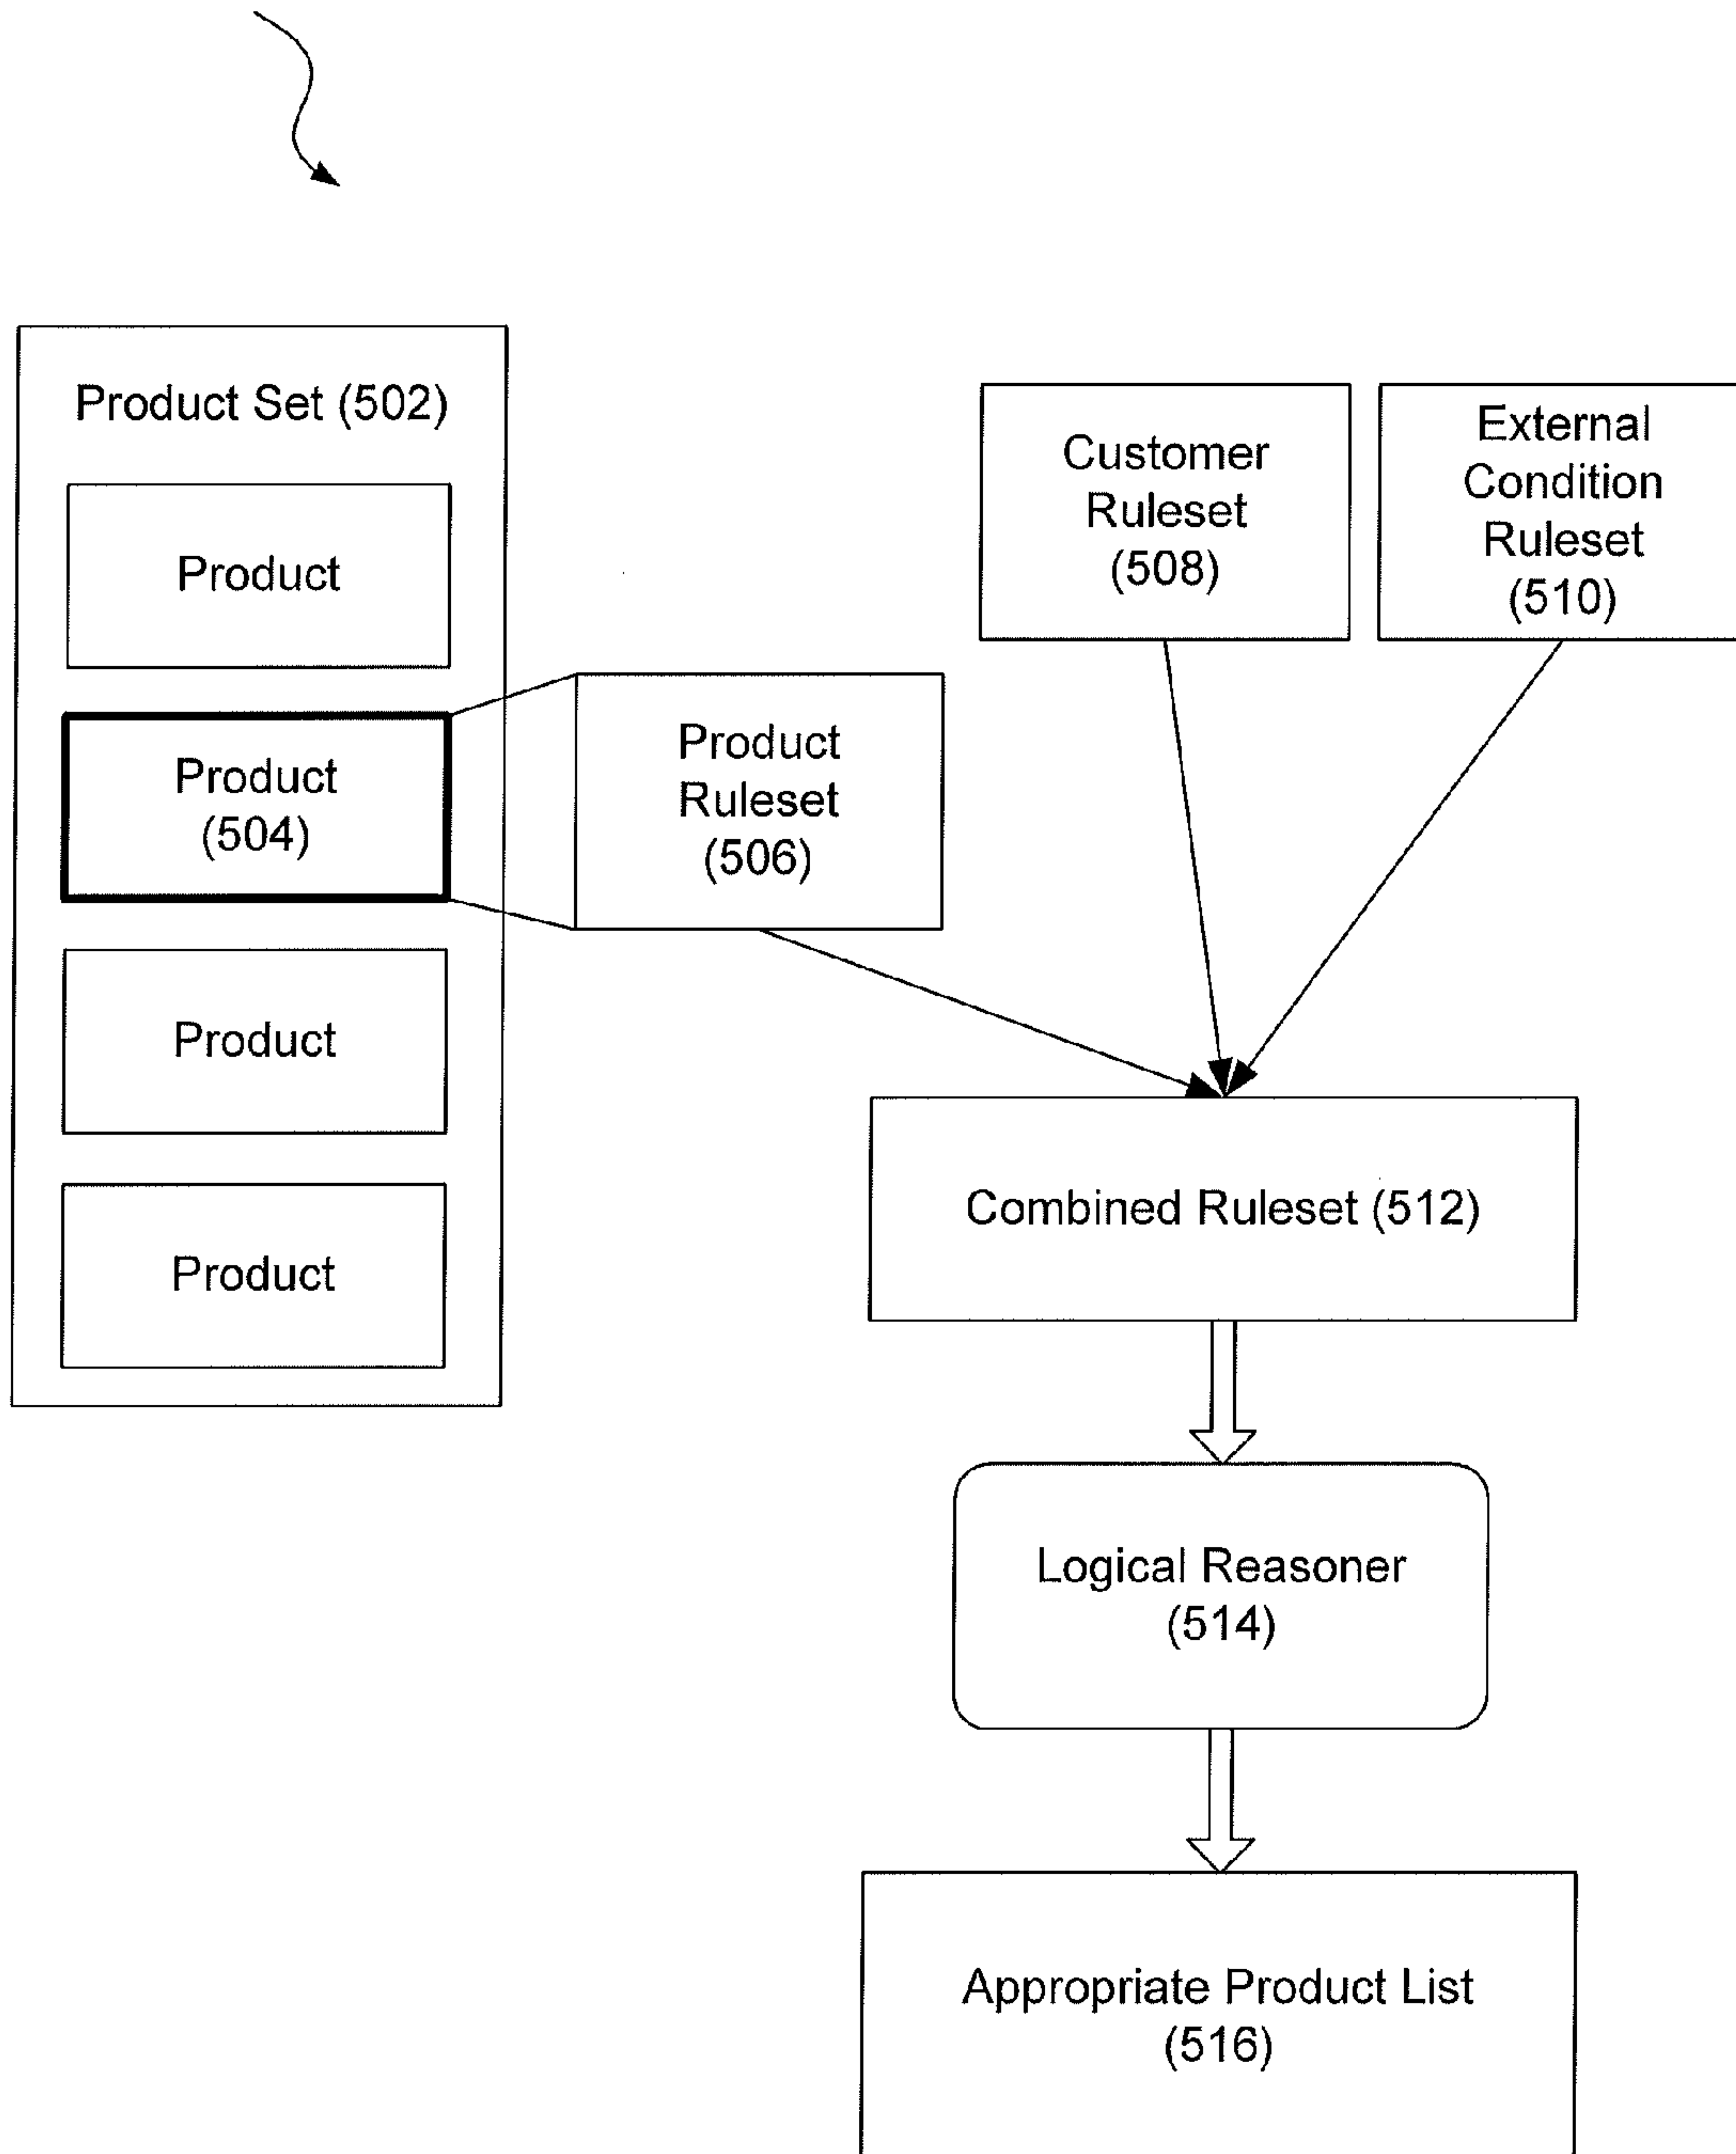 Product Set (502)
Product
Product
(504)
Product
Product
Product
Ruleset
(506)
Customer
Ruleset
(508)
External
Condition
Ruleset
(510)
Combined Ruleset (512)
Logical Reasoner
(514)
Appropriate Product List
(516)